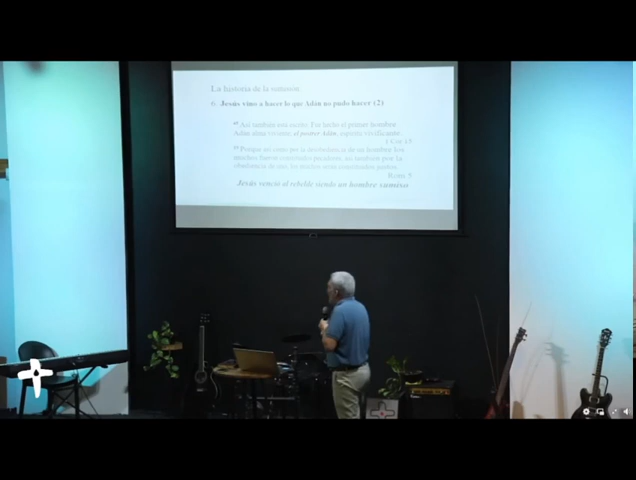 La historia de la sumisión:
6. Jesús vino a hacer lo que Adán no pudo hacer (2)
45 Así también está escrito: Fue hecho el primer hombre
Adán alma viviente; el postrer Adán, espíritu vivificante.
1 Cor 15
19 Porque así como por la desobediencia de un hombre los
muchos fueron constituidos pecadores, así también por la
obediencia de uno, los muchos serán constituidos justos.
Rom. 5
Jesús venció al rebelde siendo un hombre sumiso